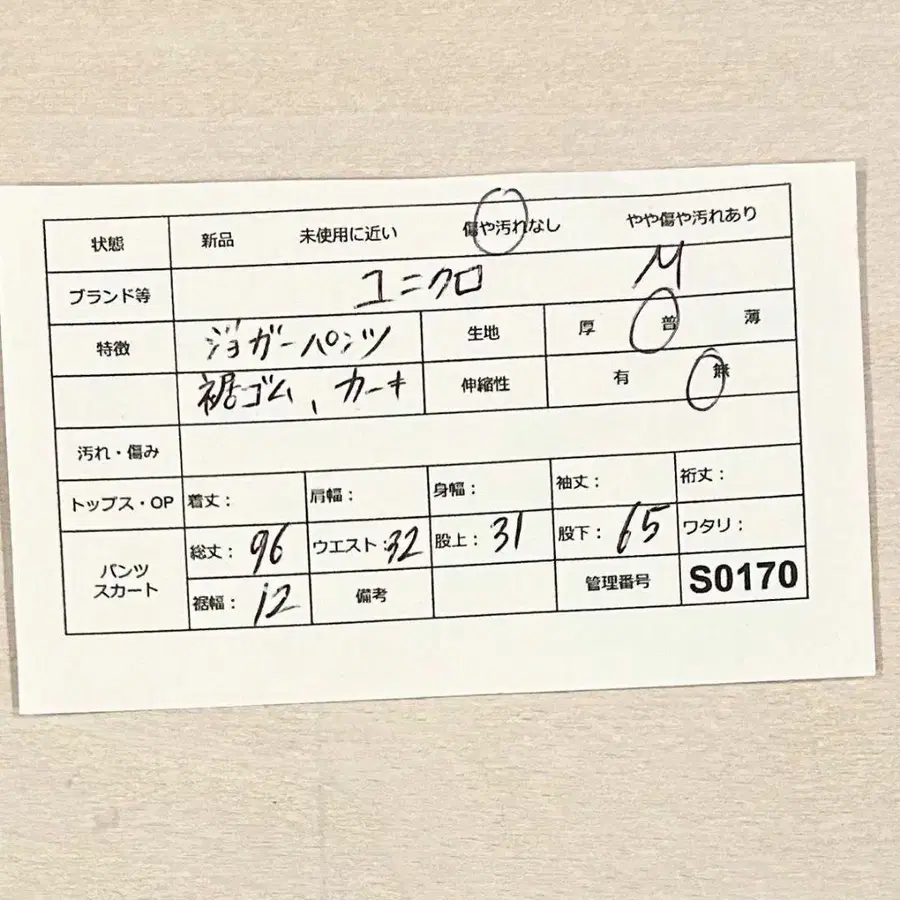 状態 新品 未使用に近い 傷や汚れなし やや傷や汚れあり
ブランド等 ユニクロ M
特徴 ジョガーパンツ 生地 厚 普 薄
裾ゴム、カーキ 伸縮性 有 無
汚れ・傷み
トップス・OP 着丈: 肩幅: 身幅: 袖丈: 裄丈:
パンツ スカート 総丈: 96 ウエスト: 32 股上: 31 股下: 65 ワタリ:
裾幅: 12 備考 管理番号 S0170